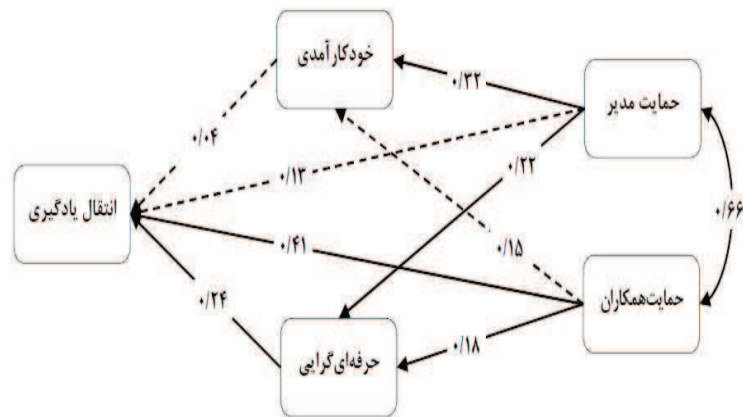 خودکارآمدی
حمایت مدیر
۰/۳۲
۰/۰۴
۰/۱۳
۰/۲۲
انتقال یادگیری
۰/۶۶
۰/۴۱
۰/۱۵
حمایت‌همکاران
۰/۲۴
۰/۱۸
حرفه‌ای‌گرایی